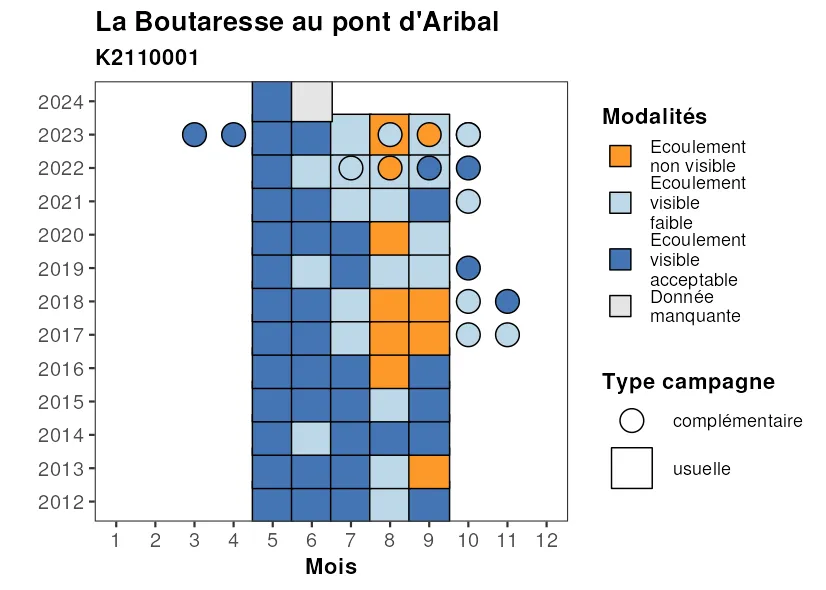 La Boutaresse au pont d'Aribal
K2110001
2024
2023
2022
2021
2020
2019
2018
2017
2016
2015
2014
2013
2012
1 2 3 4 5 6 7 8 9 10 11 12
Mois
Modalités
Ecoulement
non visible
Ecoulement
visible
faible
Ecoulement
visible
acceptable
Donnée
manquante
Type campagne
complémentaire
usuelle